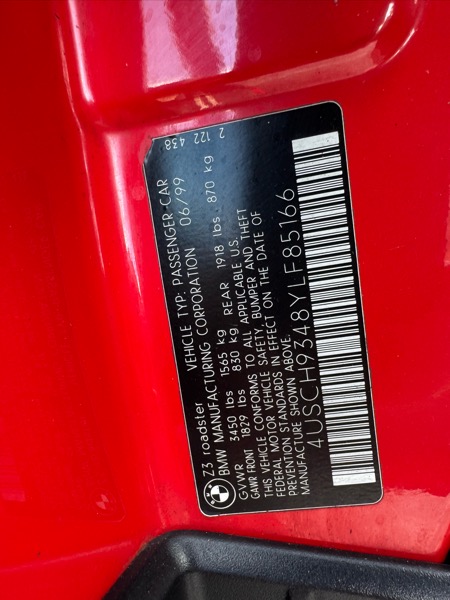 BMW
Z3 roadster VEHICLE TYP: PASSENGER-CAR 2 122 438
BMW MANUFACTURING CORPORATION 06/99
GVWR 3450 lbs 1565 kg REAR 1918 lbs 870 kg
GAWR FRONT 1829 lbs 830 kg
THIS VEHICLE CONFORMS TO ALL APPLICABLE U.S.
FEDERAL MOTOR VEHICLE SAFETY, BUMPER AND THEFT
PREVENTION STANDARDS IN EFFECT ON THE DATE OF
MANUFACTURE SHOWN ABOVE.
4USCH9348YLF85166